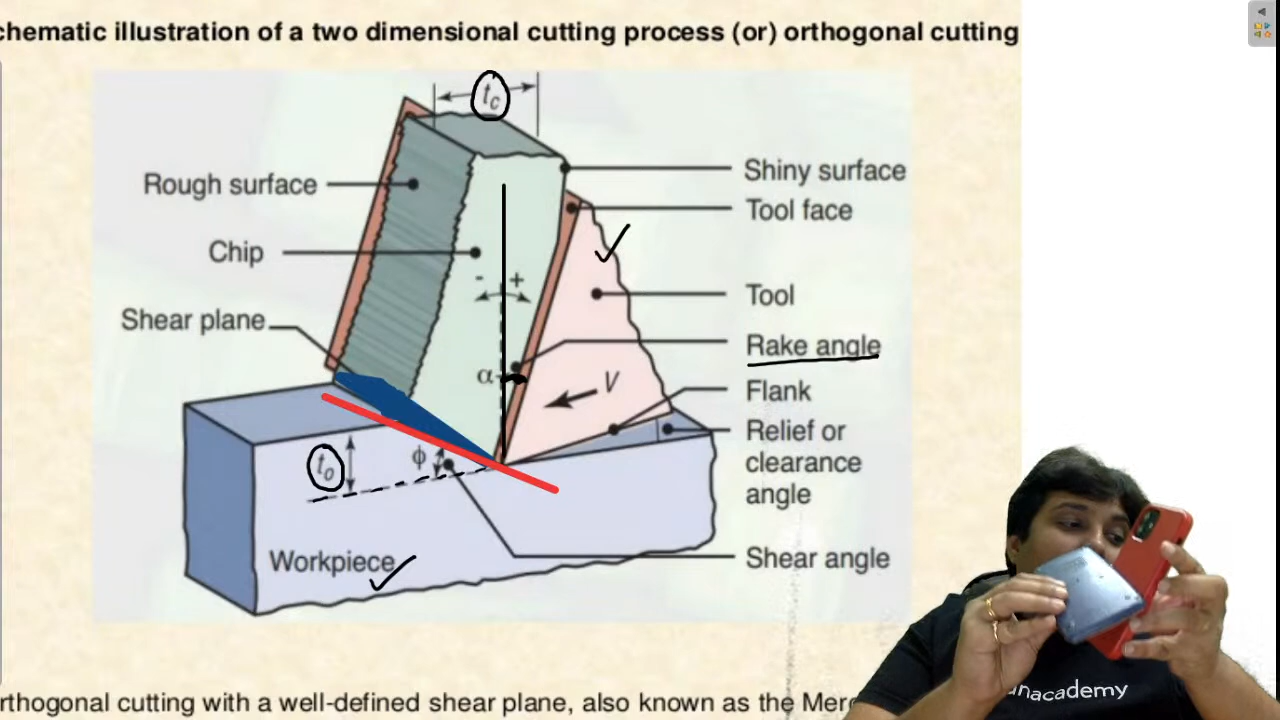 chematic illustration of a two dimensional cutting process (or) orthogonal cutting
tc
Rough surface
Shiny surface
Tool face
Chip
- +
Tool
Shear plane
Rake angle
α
V
Flank
Relief or
clearance
angle
to
ϕ
Workpiece
Shear angle
rthogonal cutting with a well-defined shear plane, also known as the Merc
unacademy